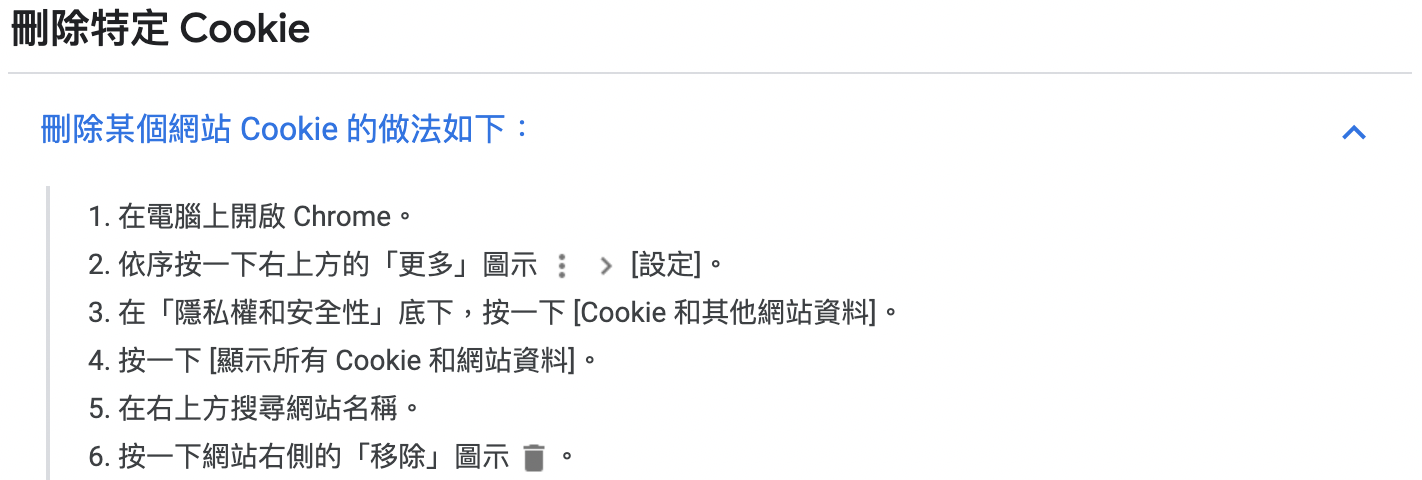 刪除特定 Cookie
刪除某個網站 Cookie 的做法如下：
1. 在電腦上開啟 Chrome。
2. 依序按一下右上方的「更多」圖示 ⋮ > [設定]。
3. 在「隱私權和安全性」底下，按一下 [Cookie 和其他網站資料]。
4. 按一下 [顯示所有 Cookie 和網站資料]。
5. 在右上方搜尋網站名稱。
6. 按一下網站右側的「移除」圖示 。